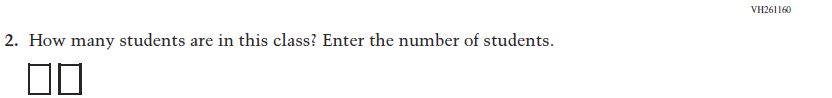 VH261160
2. How many students are in this class? Enter the number of students.